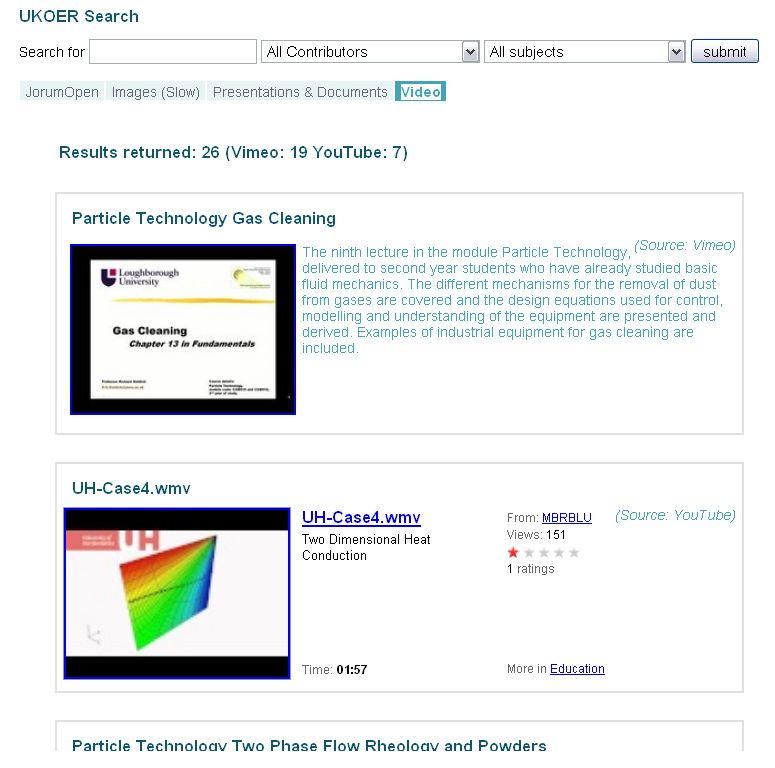 UKOER Search
Search for All Contributors All subjects submit
JorumOpen Images (Slow) Presentations & Documents Video
Results returned: 26 (Vimeo: 19 YouTube: 7)
Particle Technology Gas Cleaning
(Source: Vimeo)
The ninth lecture in the module Particle Technology,
delivered to second year students who have already studied basic
fluid mechanics. The different mechanisms for the removal of dust
from gases are covered and the design equations used for control,
modelling and understanding of the equipment are presented and
derived. Examples of industrial equipment for gas cleaning are
included.
Loughborough
University
Gas Cleaning
Chapter 13 in Fundamentals
UH-Case4.wmv
UH-Case4.wmv
Two Dimensional Heat
Conduction
From: MBRBLU
(Source: YouTube)
Views: 151
1 ratings
UH
Time: 01:57
More in Education
Particle Technology Two Phase Flow Rheology and Powders